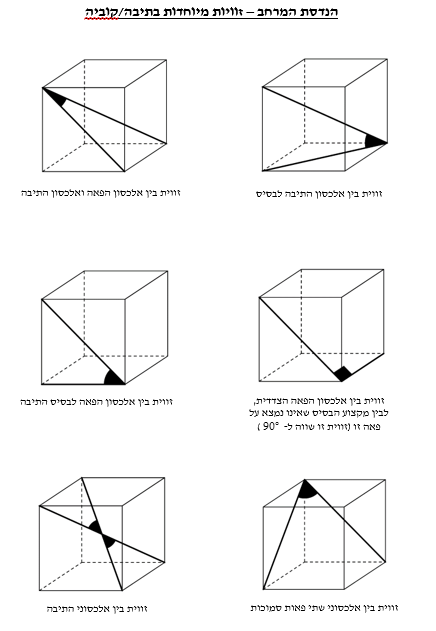 הנדסת המרחב – זוויות מיוחדות בתיבה/קוביה
זווית בין אלכסון התיבה לבסיס
זווית בין אלכסון הפאה ואלכסון התיבה
זווית בין אלכסון הפאה הצדדית,
לבין מקצוע הבסיס שאינו נמצא על
פאה זו (זווית זו שווה ל- 90° )
זווית בין אלכסון הפאה לבסיס התיבה
זווית בין אלכסוני שתי פאות סמוכות
זווית בין אלכסוני התיבה